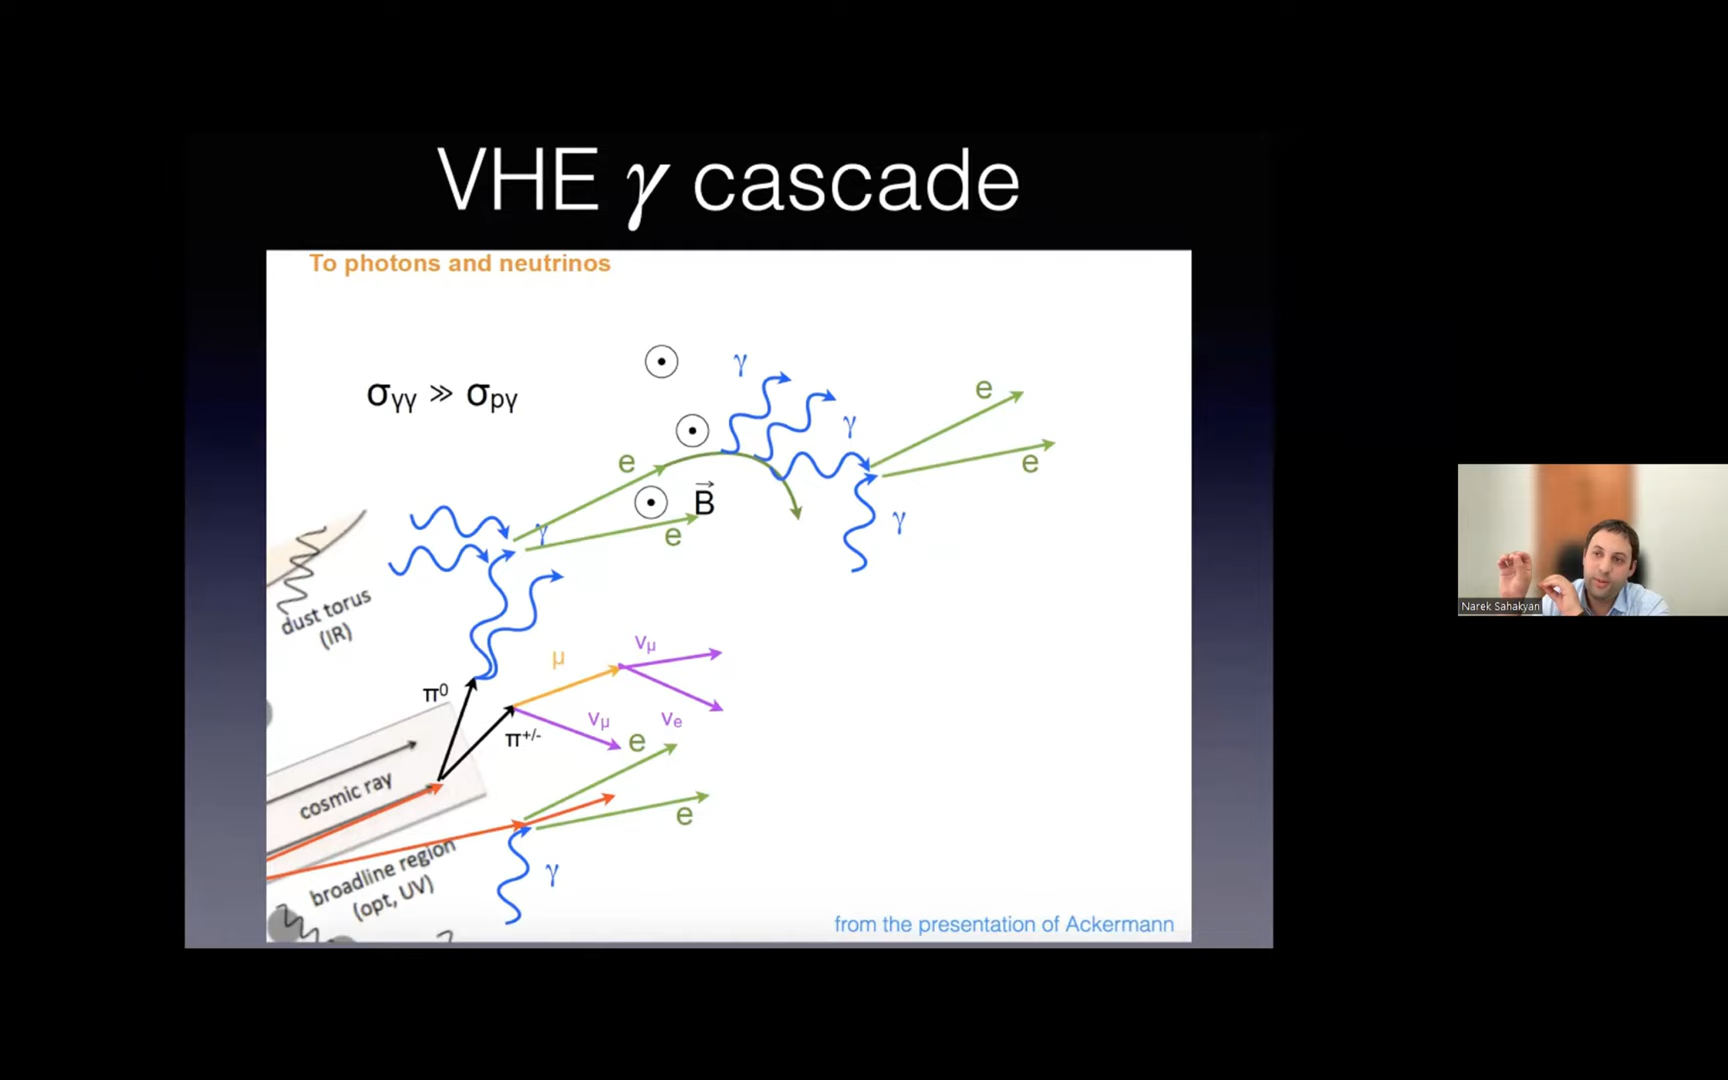 VHE γ cascade
To photons and neutrinos
σγγ ≫ σpγ
γ
γ
e
e
e
B
e
γ
γ
dust torus
(IR)
μ
νμ
π0
νμ
νe
π+/-
e
cosmic ray
e
broadline region
(opt, UV)
γ
from the presentation of Ackermann
Narek Sahakyan